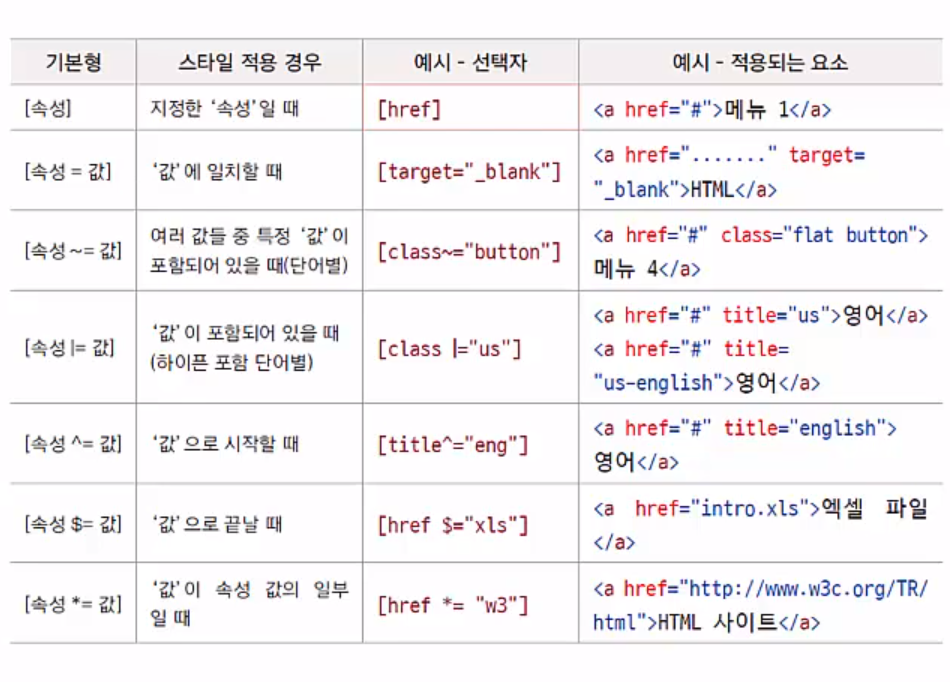 기본형 스타일 적용 경우 예시 - 선택자 예시 - 적용되는 요소
[속성] 지정한 ‘속성’일 때 [href] <a href="#">메뉴 1</a>
[속성 = 값] ‘값’에 일치할 때 [target="_blank"] <a href="......." target=
"_blank">HTML</a>
[속성 ~= 값] 여러 값들 중 특정 ‘값’이 [class~="button"] <a href="#" class="flat button">
포함되어 있을 때(단어별) 메뉴 4</a>
[속성 |= 값] ‘값’이 포함되어 있을 때 [class |="us"] <a href="#" title="us">영어</a>
(하이픈 포함 단어별) <a href="#" title=
"us-english">영어</a>
[속성 ^= 값] ‘값’으로 시작할 때 [title^="eng"] <a href="#" title="english">
영어</a>
[속성 $= 값] ‘값’으로 끝날 때 [href $="xls"] <a href="intro.xls">엑셀 파일
</a>
[속성 *= 값] ‘값’이 속성 값의 일부 [href *= "w3"] <a href="http://www.w3c.org/TR/
일 때 html">HTML 사이트</a>